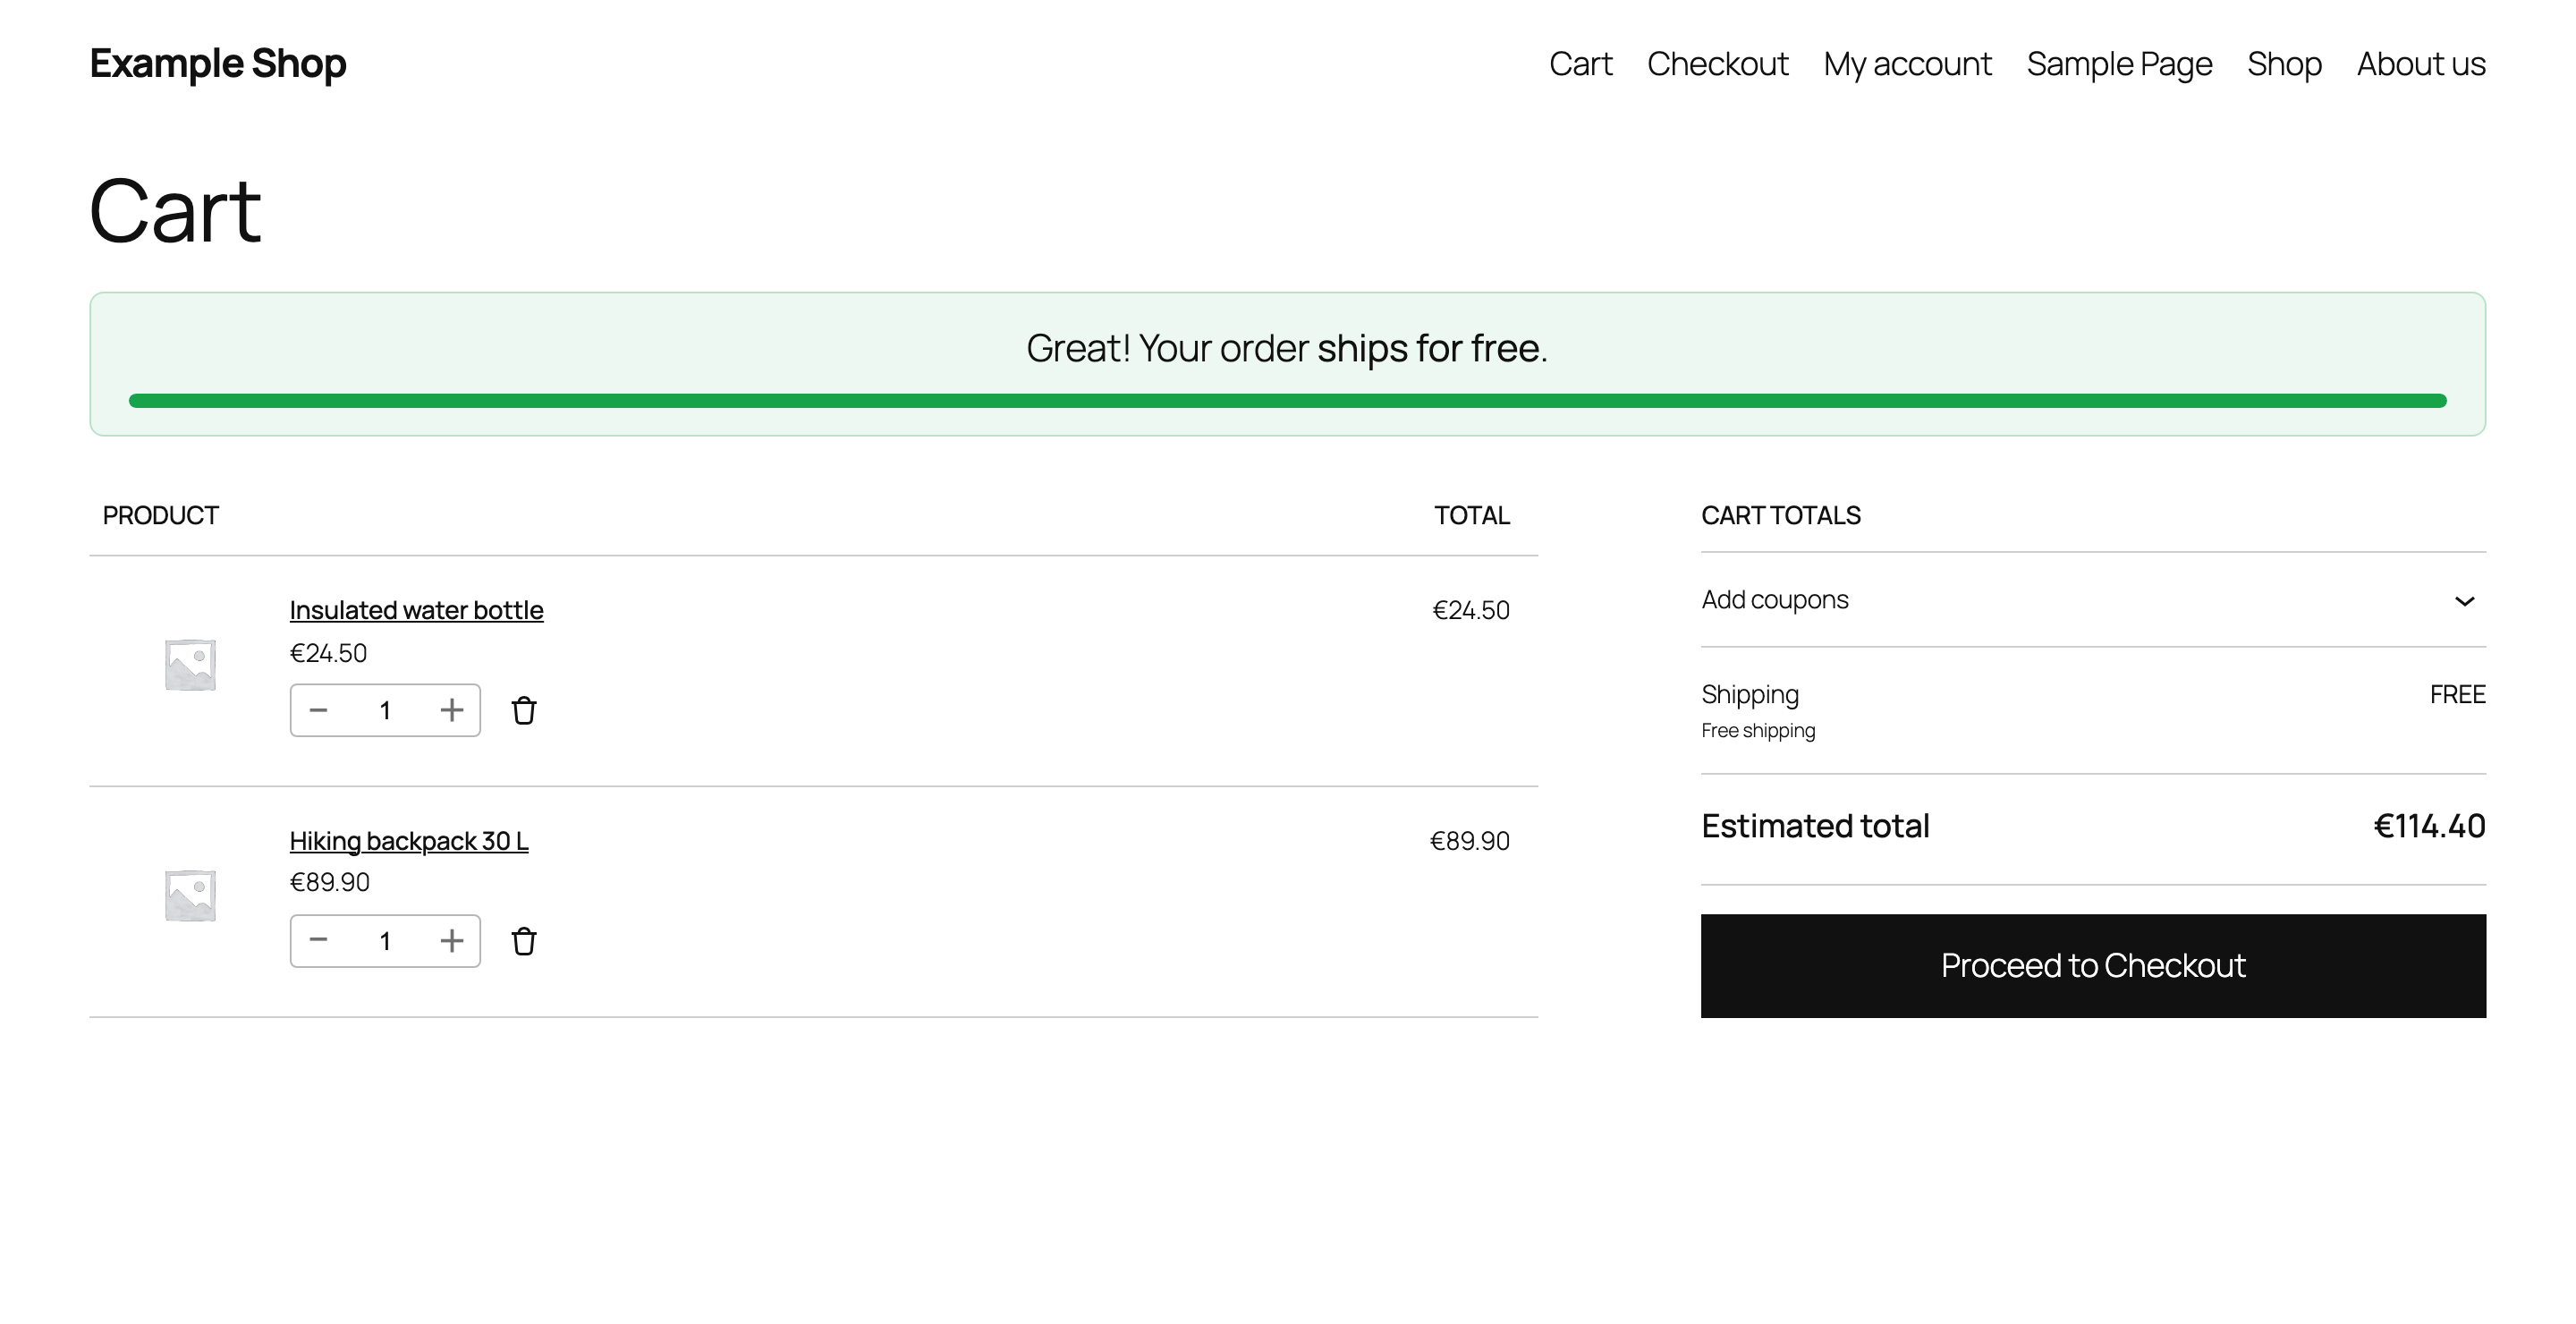 Example Shop
Cart Checkout My account Sample Page Shop About us
Cart
Great! Your order ships for free.
PRODUCT TOTAL
Insulated water bottle €24.50
€24.50
1
Hiking backpack 30 L €89.90
€89.90
1
CART TOTALS
Add coupons
Shipping FREE
Free shipping
Estimated total €114.40
Proceed to Checkout